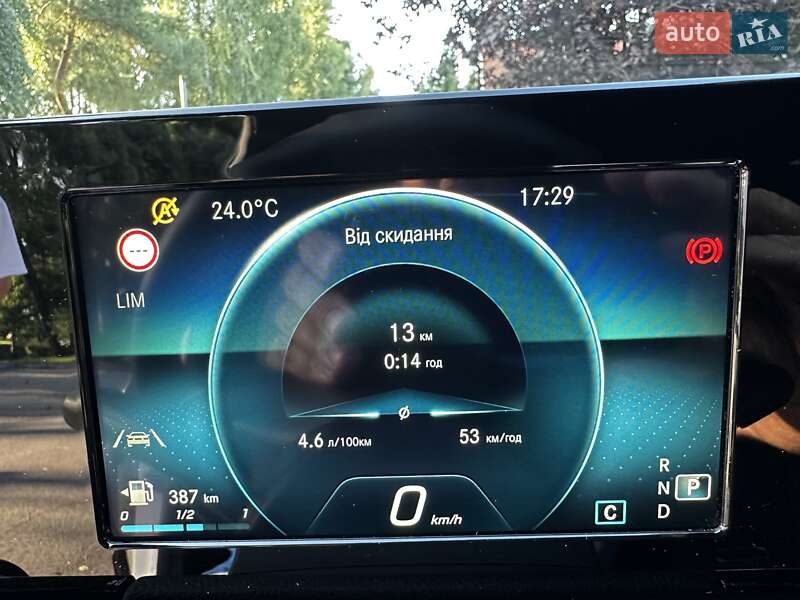 auto RIA.com
24.0°C
17:29
Від скидання
---
(P)
LIM
13 км
0:14 год
Ø
4.6 л/100км
53 км/год
387 km
0 1/2 1
0 km/h
C
R
N P
D